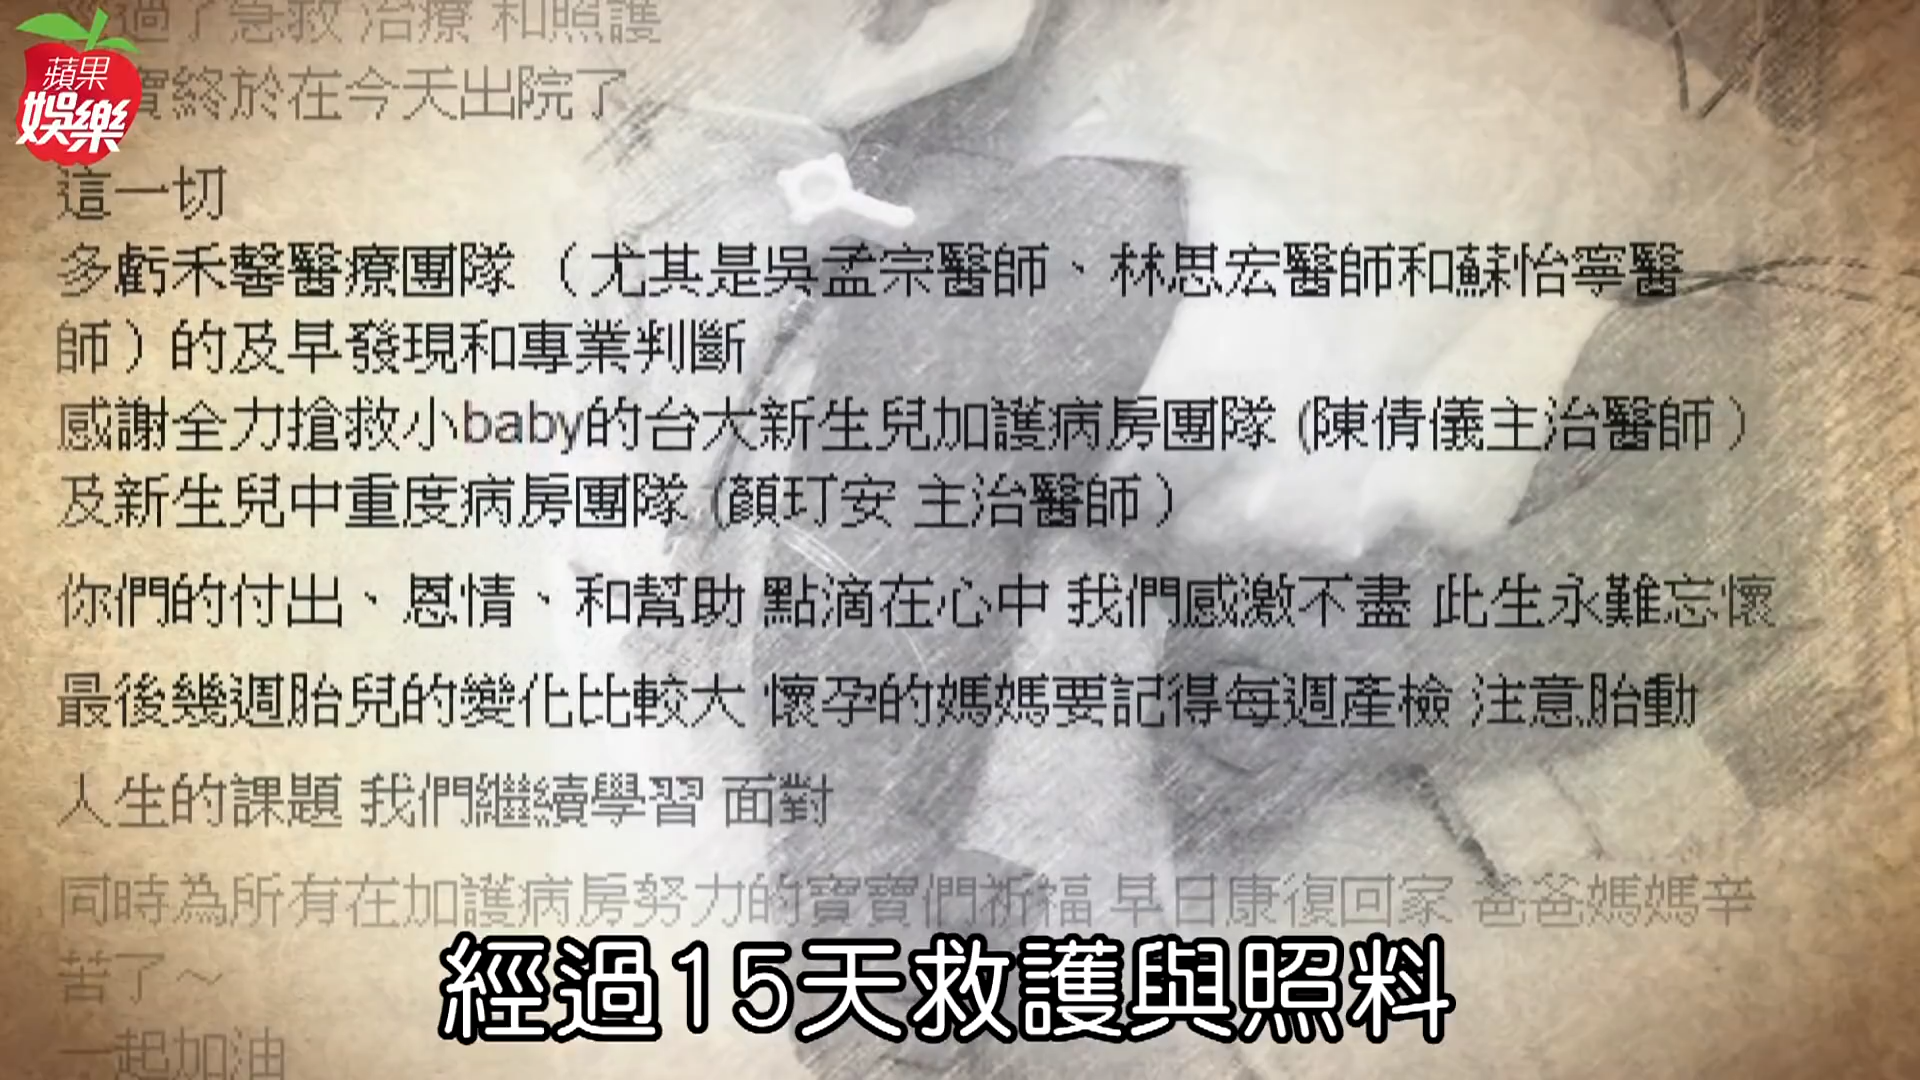 蘋果
娛樂
過了急救 治療 和照護
寶終於在今天出院了
這一切
多虧禾馨醫療團隊 （尤其是吳孟宗醫師、林思宏醫師和蘇怡寧醫
師）的及早發現和專業判斷
感謝全力搶救小baby的台大新生兒加護病房團隊 (陳倩儀主治醫師）
及新生兒中重度病房團隊 (顏玎安 主治醫師）
你們的付出、恩情、和幫助 點滴在心中 我們感激不盡 此生永難忘懷
最後幾週胎兒的變化比較大 懷孕的媽媽要記得每週產檢 注意胎動
人生的課題 我們繼續學習 面對
同時為所有在加護病房努力的寶寶們祈福 早日康復回家 爸爸媽媽辛
苦了～
一起加油
經過15天救護與照料